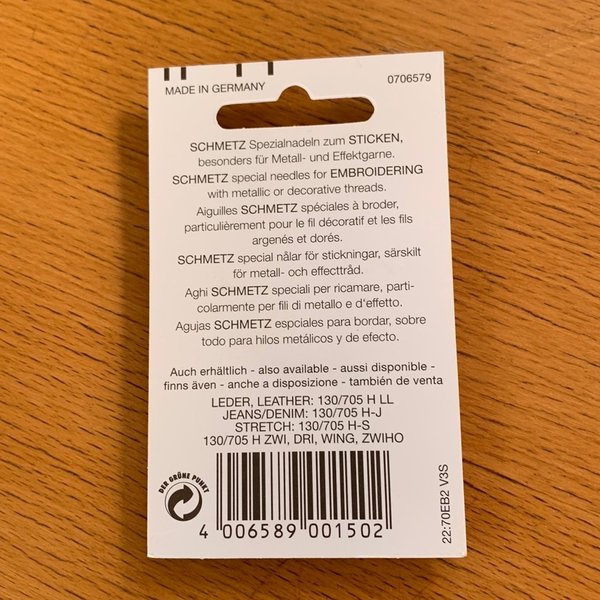 MADE IN GERMANY 0706579
SCHMETZ Spezialnadeln zum STICKEN,
besonders für Metall- und Effektgarne.
SCHMETZ special needles for EMBROIDERING
with metallic or decorative threads.
Aiguilles SCHMETZ spéciales à broder,
particulièrement pour le fil décoratif et les fils
argenés et dorés.
SCHMETZ special nålar för stickningar, särskilt
för metall- och effecttråd.
Aghi SCHMETZ speciali per ricamare, parti-
colarmente per fili di metallo e d'effetto.
Agujas SCHMETZ espciales para bordar, sobre
todo para hilos metálicos y de efecto.
Auch erhältlich - also available - aussi disponible -
finns även - anche a disposizione - también de venta
LEDER, LEATHER: 130/705 H LL
JEANS/DENIM: 130/705 H-J
STRETCH: 130/705 H-S
130/705 H ZWI, DRI, WING, ZWIHO
DER GRÜNE PUNKT
4 006589 001502
22:70EB2 V3S